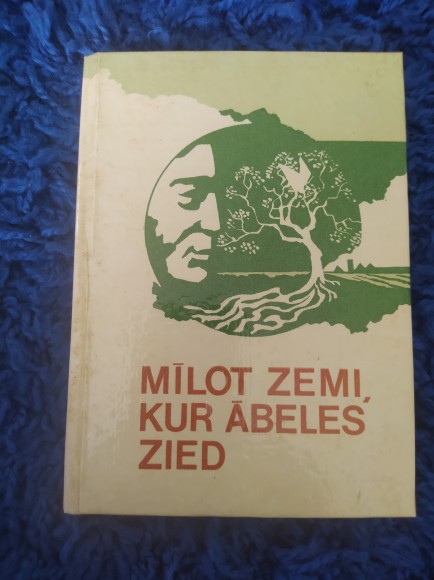 MĪLOT ZEMI,
KUR ĀBELES
ZIED